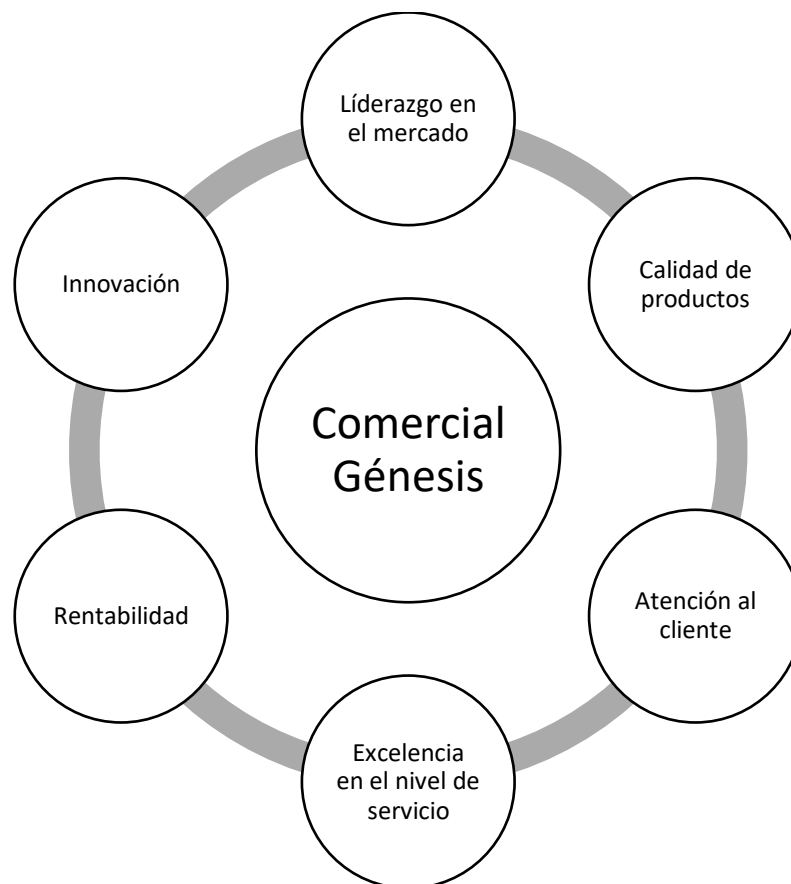 Líderazgo en
el mercado
Calidad de
productos
Atención al
cliente
Excelencia
en el nivel de
servicio
Rentabilidad
Innovación
Comercial
Génesis